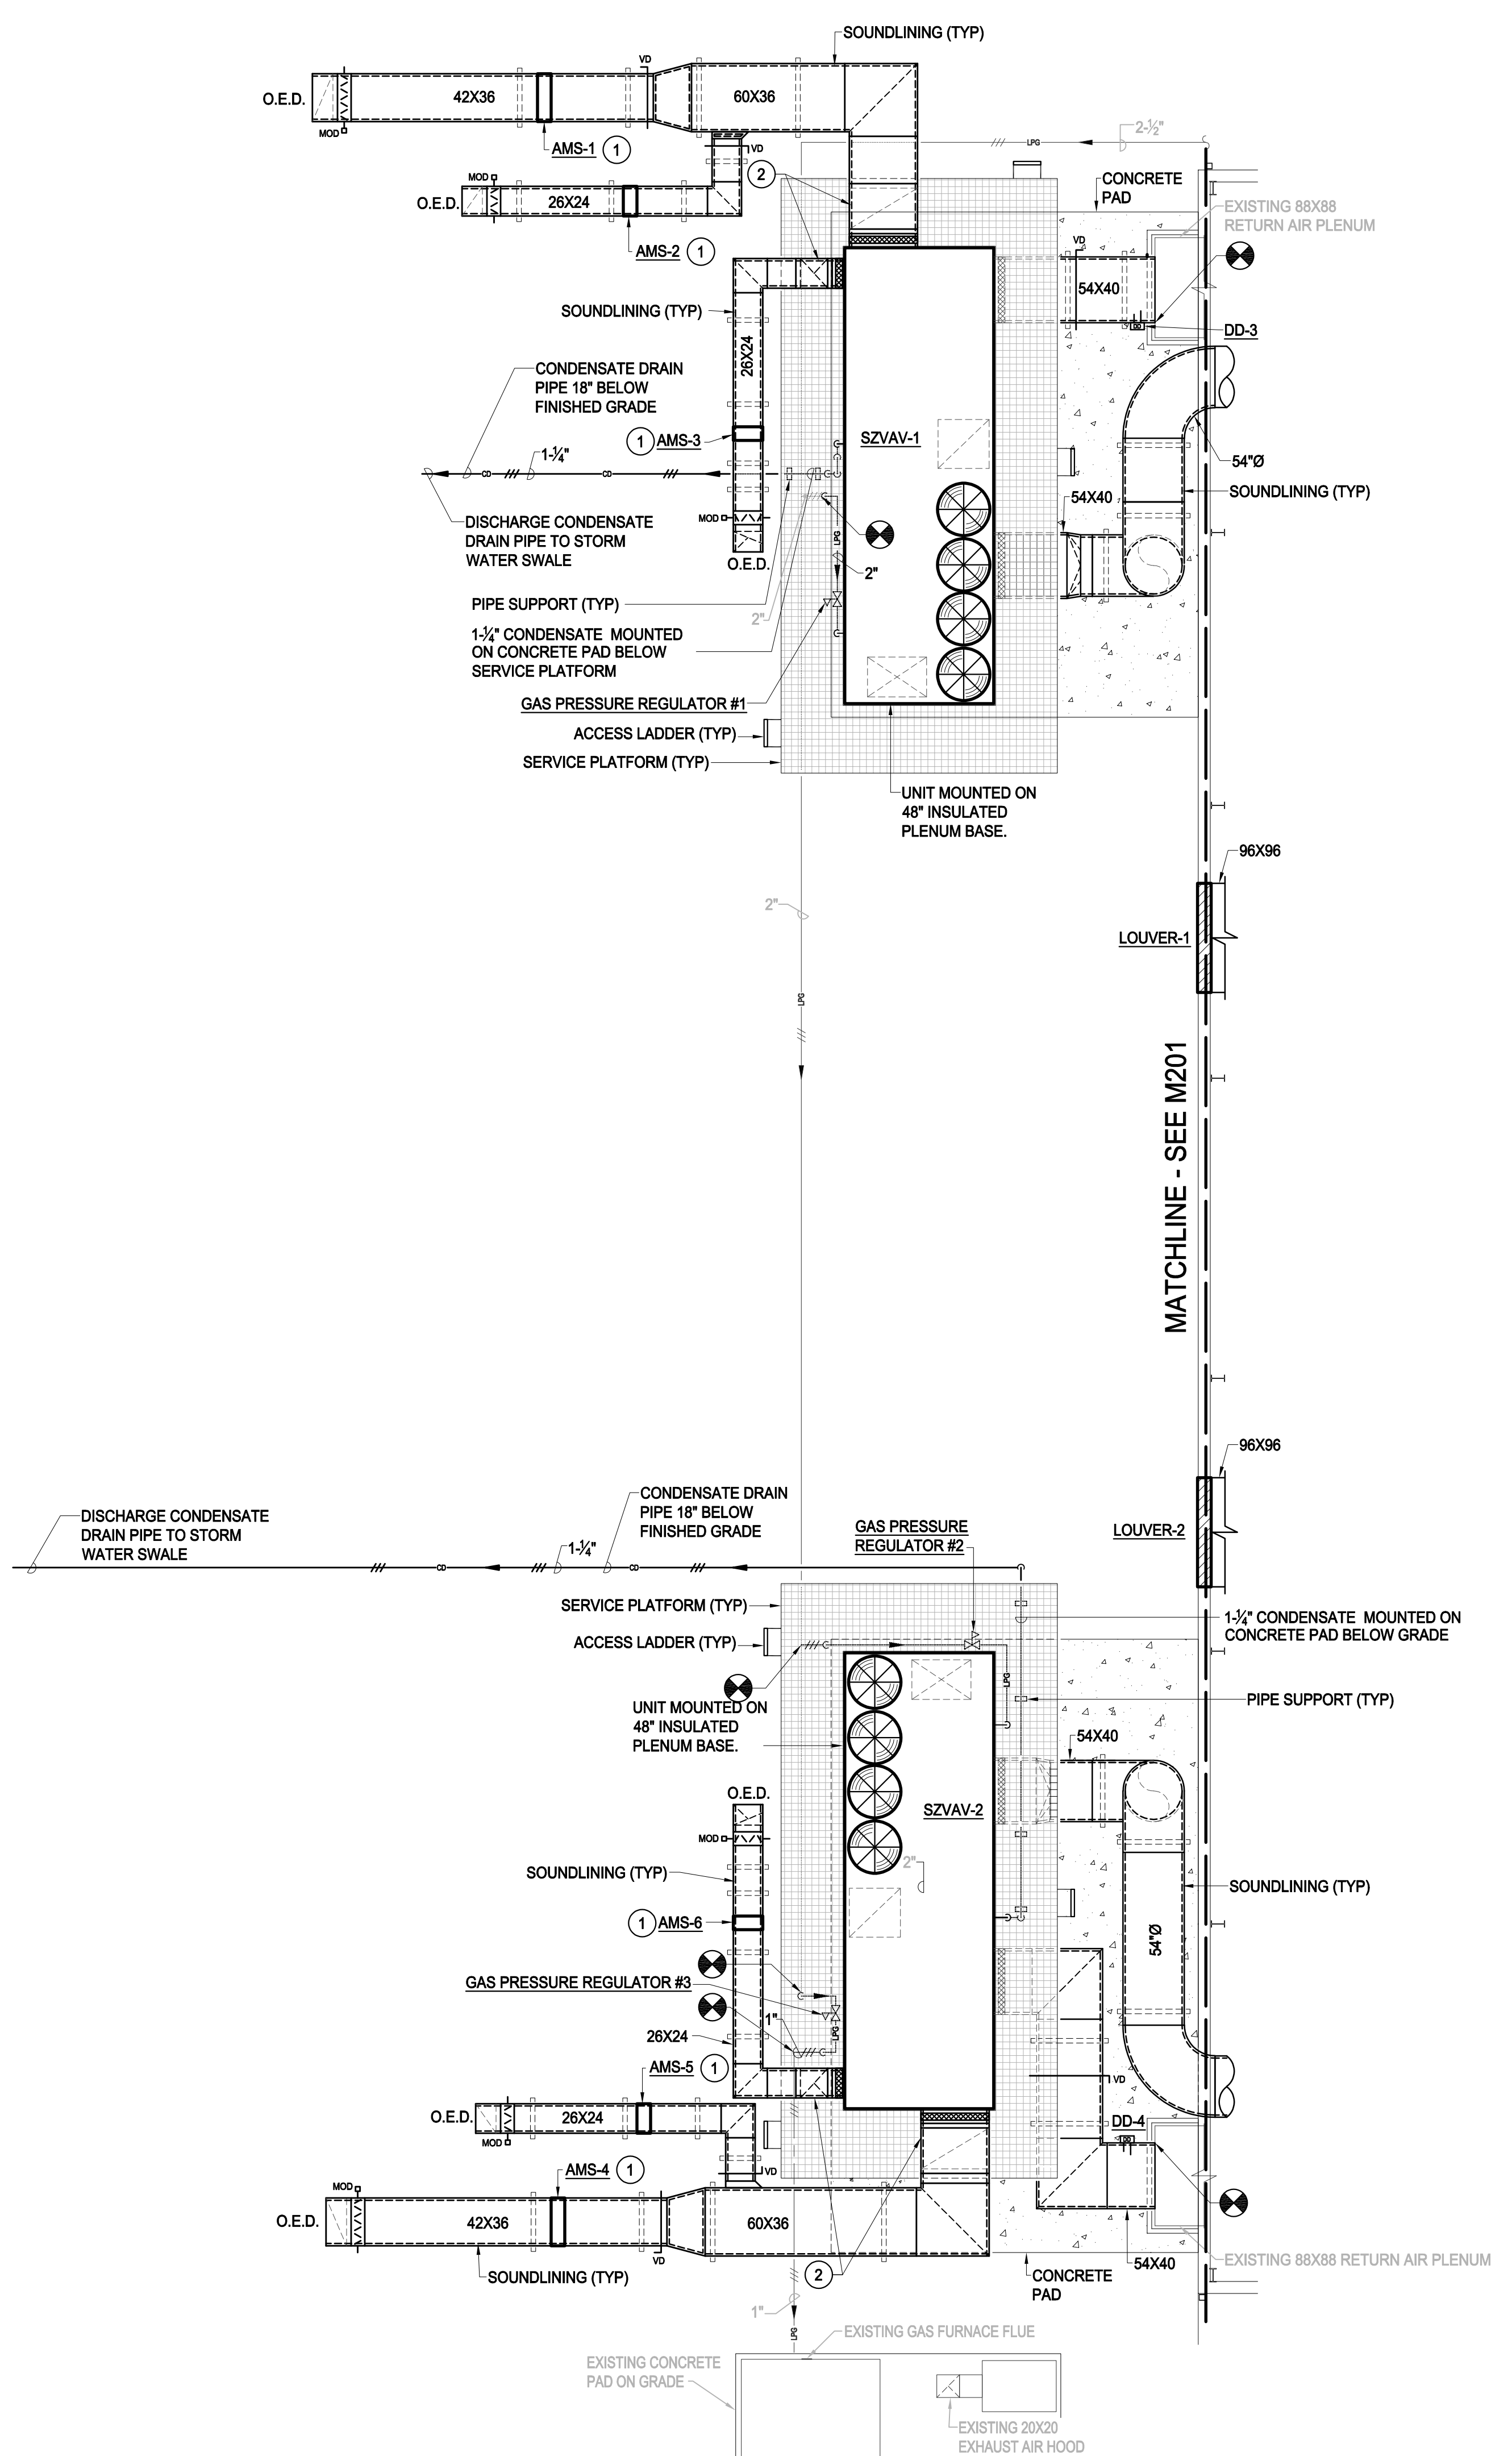 SOUNDLINING (TYP)
VD
O.E.D.
42X36
60X36
MOD
AMS-1
1
VD
2-½"
LPG
MOD
2
CONCRETE
PAD
O.E.D.
26X24
EXISTING 88X88
RETURN AIR PLENUM
AMS-2
1
VD
54X40
SOUNDLINING (TYP)
DD-3
26X24
CONDENSATE DRAIN
PIPE 18" BELOW
FINISHED GRADE
1
AMS-3
SZVAV-1
1-¼"
CD
CD
54"Ø
SOUNDLINING (TYP)
54X40
DISCHARGE CONDENSATE
DRAIN PIPE TO STORM
WATER SWALE
MOD
O.E.D.
LPG
2"
PIPE SUPPORT (TYP)
2"
1-¼" CONDENSATE MOUNTED
ON CONCRETE PAD BELOW
SERVICE PLATFORM
GAS PRESSURE REGULATOR #1
ACCESS LADDER (TYP)
SERVICE PLATFORM (TYP)
UNIT MOUNTED ON
48" INSULATED
PLENUM BASE.
96X96
2"
LOUVER-1
LPG
MATCHLINE - SEE M201
96X96
DISCHARGE CONDENSATE
DRAIN PIPE TO STORM
WATER SWALE
CONDENSATE DRAIN
PIPE 18" BELOW
FINISHED GRADE
GAS PRESSURE
REGULATOR #2
LOUVER-2
1-¼"
CD
CD
SERVICE PLATFORM (TYP)
1-¼" CONDENSATE MOUNTED ON
CONCRETE PAD BELOW GRADE
ACCESS LADDER (TYP)
LPG
PIPE SUPPORT (TYP)
UNIT MOUNTED ON
48" INSULATED
PLENUM BASE.
54X40
O.E.D.
SZVAV-2
MOD
2"
SOUNDLINING (TYP)
SOUNDLINING (TYP)
1
AMS-6
54"Ø
GAS PRESSURE REGULATOR #3
1"
LPG
26X24
AMS-5
1
VD
O.E.D.
26X24
DD-4
MOD
AMS-4
1
VD
MOD
O.E.D.
42X36
60X36
VD
SOUNDLINING (TYP)
2
CONCRETE
PAD
54X40
EXISTING 88X88 RETURN AIR PLENUM
1"
LPG
EXISTING GAS FURNACE FLUE
EXISTING CONCRETE
PAD ON GRADE
EXISTING 20X20
EXHAUST AIR HOOD